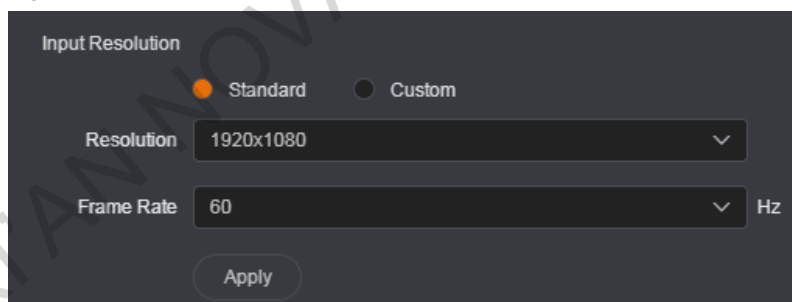 Input Resolution
Standard Custom
Resolution 1920x1080
Frame Rate 60 Hz
Apply